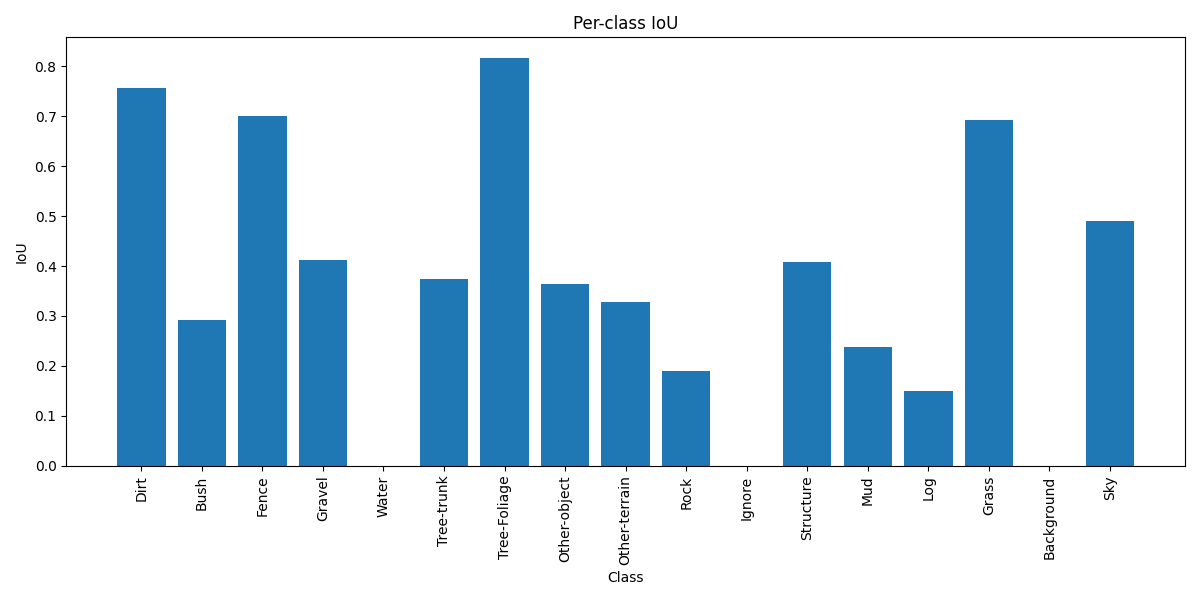 Per-class IoU
IoU
0.8
0.7
0.6
0.5
0.4
0.3
0.2
0.1
0.0
Dirt
Bush
Fence
Gravel
Water
Tree-trunk
Tree-Foliage
Other-object
Other-terrain
Rock
Ignore
Structure
Mud
Log
Grass
Background
Sky
Class